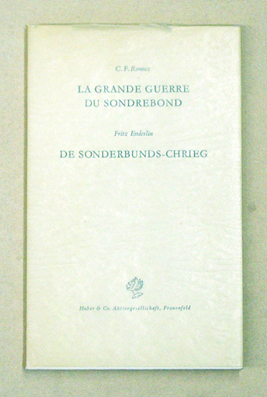 C. F. Ramuz
LA GRANDE GUERRE
DU SONDREBOND
Fritz Enderlin
DE SONDERBUNDS-CHRIEG
Huber & Co. Aktiengesellschaft, Frauenfeld